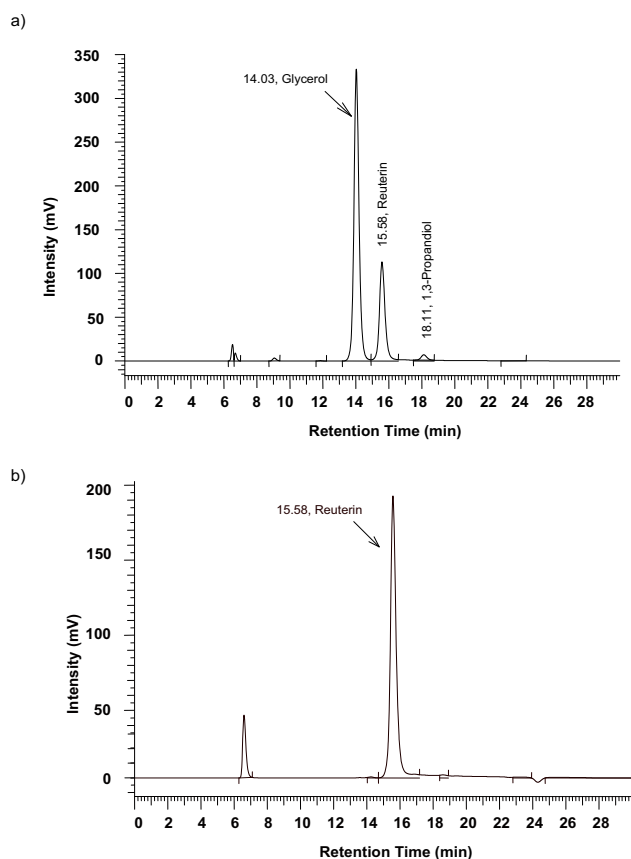 a)
350
300
250
200
150
100
50
0
Intensity (mV)
14.03, Glycerol
15.58, Reuterin
18.11, 1,3-Propandiol
0 2 4 6 8 10 12 14 16 18 20 22 24 26 28
Retention Time (min)
b)
200
150
100
50
0
Intensity (mV)
15.58, Reuterin
0 2 4 6 8 10 12 14 16 18 20 22 24 26 28
Retention Time (min)